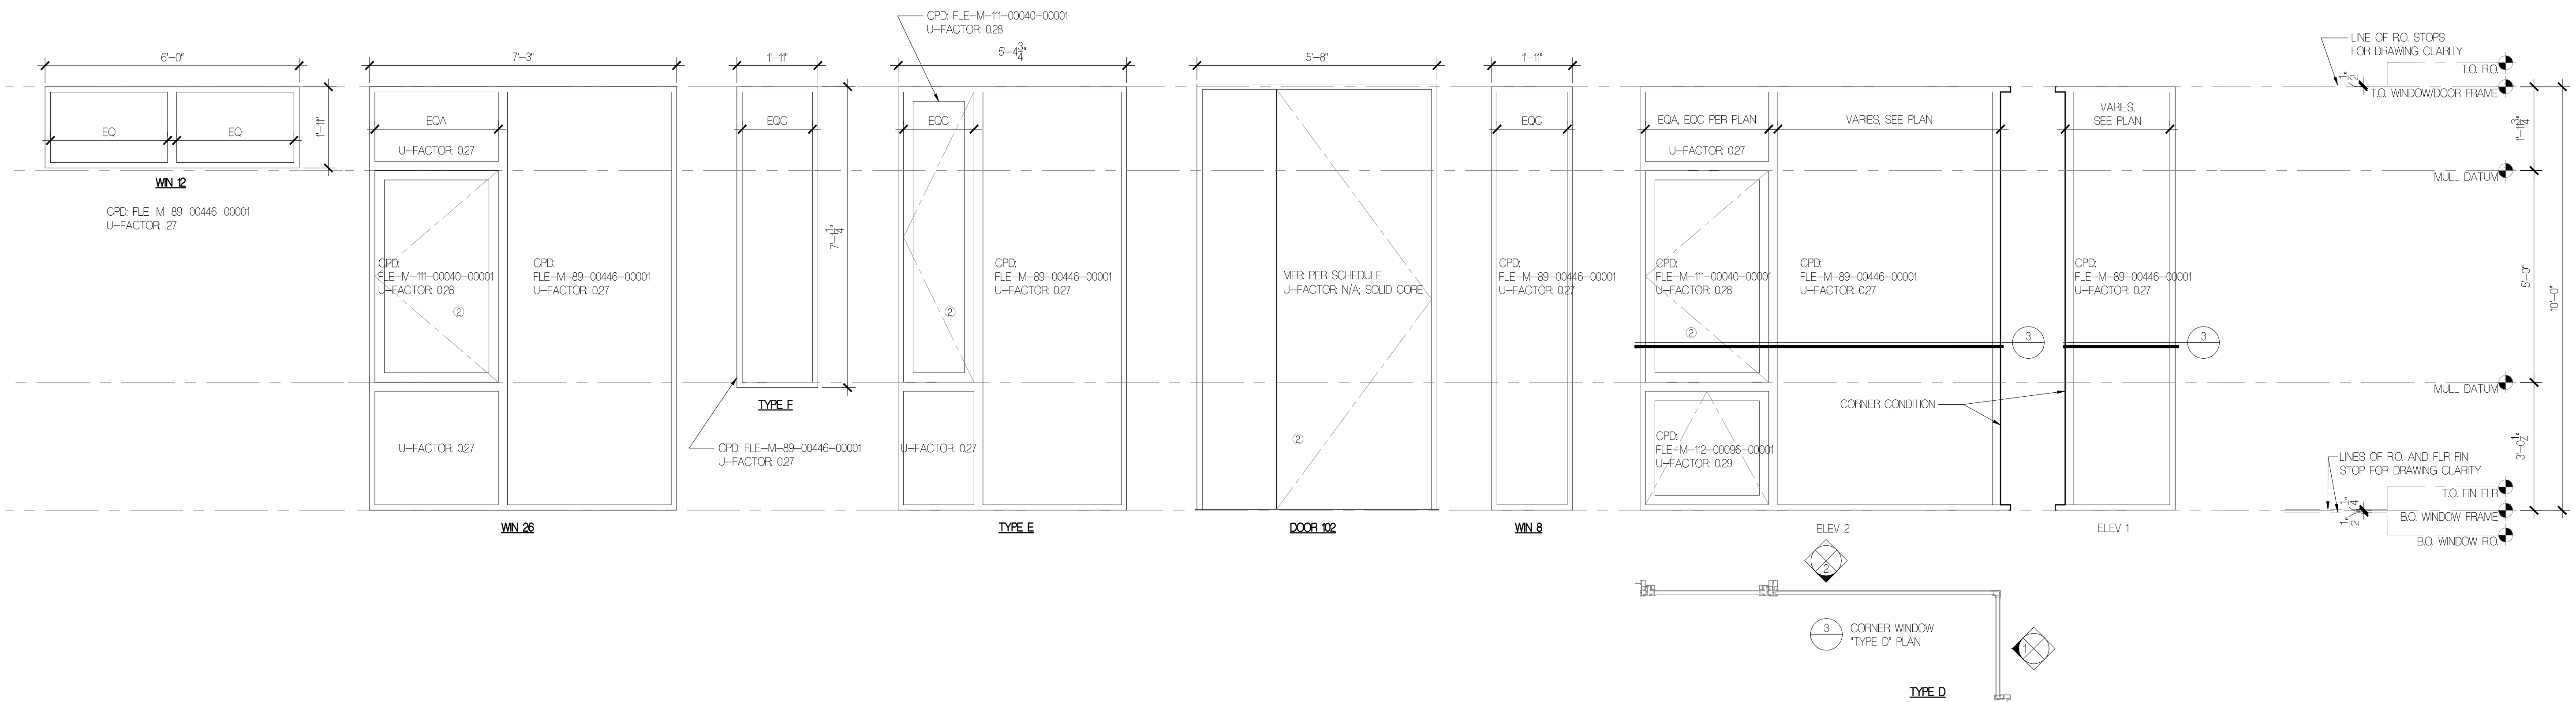 6'-0"
EQ
EQ
1'-11"
WIN 12
CPD: FLE-M-89-00446-00001
U-FACTOR: .27
7'-3"
EQA
U-FACTOR: 0.27
CPD:
FLE-M-111-00040-00001
U-FACTOR: 0.28
2
CPD:
FLE-M-89-00446-00001
U-FACTOR: 0.27
U-FACTOR: 0.27
WIN 26
1'-11"
EQC
7'-1 1/4"
TYPE F
CPD: FLE-M-89-00446-00001
U-FACTOR: 0.27
CPD: FLE-M-111-00040-00001
U-FACTOR: 0.28
5'-4 3/4"
EQC
2
CPD:
FLE-M-89-00446-00001
U-FACTOR: 0.27
U-FACTOR: 0.27
TYPE E
5'-8"
MFR: PER SCHEDULE
U-FACTOR: N/A; SOLID CORE
2
DOOR 102
1'-11"
EQC
CPD:
FLE-M-89-00446-00001
U-FACTOR: 0.27
WIN 8
EQA, EQC PER PLAN
VARIES, SEE PLAN
U-FACTOR: 0.27
CPD:
FLE-M-111-00040-00001
U-FACTOR: 0.28
2
CPD:
FLE-M-89-00446-00001
U-FACTOR: 0.27
3
CORNER CONDITION
CPD:
FLE-M-112-00096-00001
U-FACTOR: 0.29
ELEV 2
VARIES,
SEE PLAN
CPD:
FLE-M-89-00446-00001
U-FACTOR: 0.27
3
ELEV 1
2
3
CORNER WINDOW
"TYPE D" PLAN
1
TYPE D
LINE OF R.O. STOPS
FOR DRAWING CLARITY
T.O. R.O.
1/2"
T.O. WINDOW/DOOR FRAME
1'-11 3/4"
MULL DATUM
5'-0"
10'-0"
MULL DATUM
3'-0 1/4"
LINES OF R.O. AND FLR FIN
STOP FOR DRAWING CLARITY
T.O. FIN FLR
1/4"
1/2"
B.O. WINDOW FRAME
B.O. WINDOW R.O.